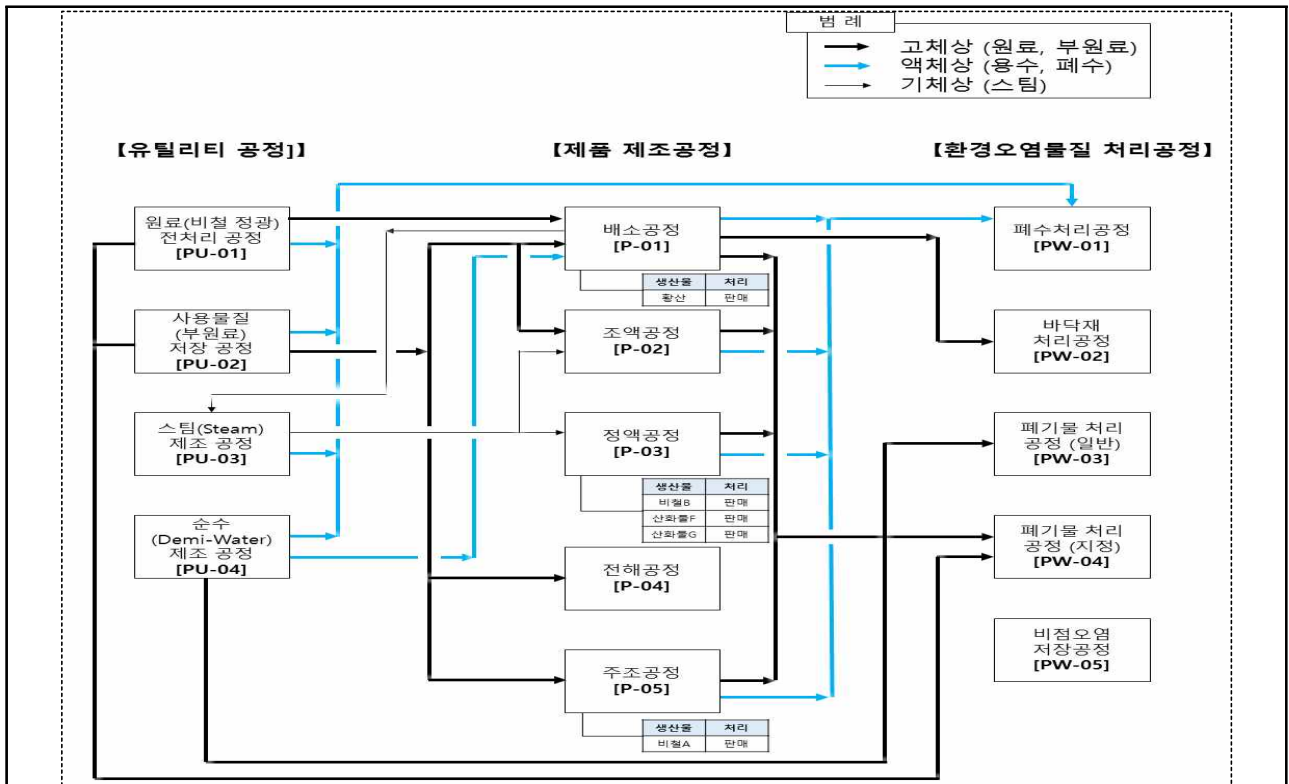 범 례
고체상 (원료, 부원료)
액체상 (용수, 폐수)
기체상 (스팀)
【유틸리티 공정]】
【제품 제조공정】
【환경오염물질 처리공정】
원료(비철 정광)
전처리 공정
[PU-01]
사용물질
(부원료)
저장 공정
[PU-02]
스팀(Steam)
제조 공정
[PU-03]
순수
(Demi-Water)
제조 공정
[PU-04]
배소공정
[P-01]
생산물 처리
황산 판매
조액공정
[P-02]
정액공정
[P-03]
생산물 처리
비철B 판매
산화물F 판매
산화물G 판매
전해공정
[P-04]
주조공정
[P-05]
생산물 처리
비철A 판매
폐수처리공정
[PW-01]
바닥재
처리공정
[PW-02]
폐기물 처리
공정 (일반)
[PW-03]
폐기물 처리
공정 (지정)
[PW-04]
비점오염
저장공정
[PW-05]